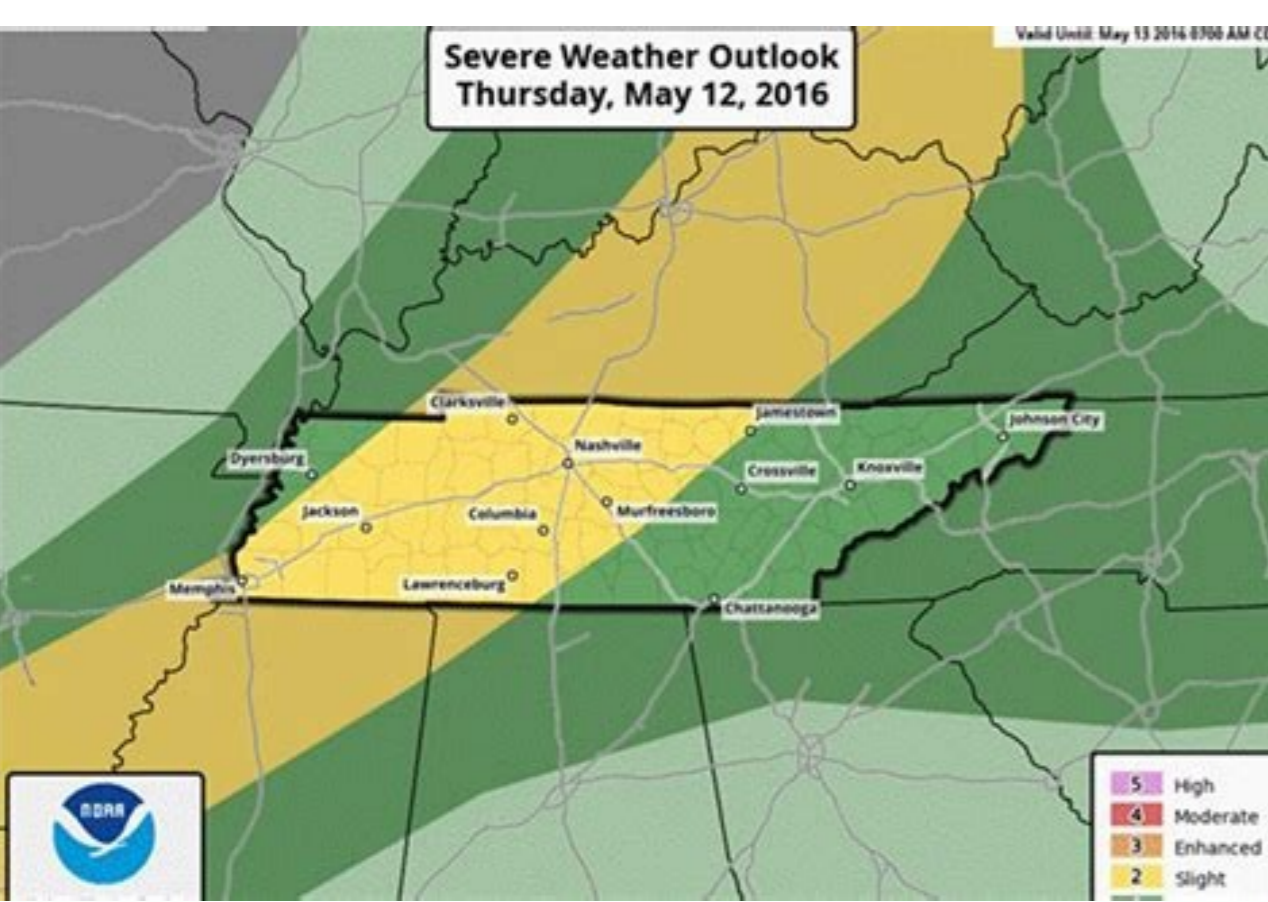 Valid Until: May 13 2016 0700 AM
Severe Weather Outlook
Thursday, May 12, 2016
Clarksville
Jamestown
Johnson City
Nashville
Dyersburg
Crossville
Knoxville
Jackson
Columbia
Murfreesboro
Memphis
Lawrenceburg
Chattanooga
NOAA
5 High
4 Moderate
3 Enhanced
2 Slight